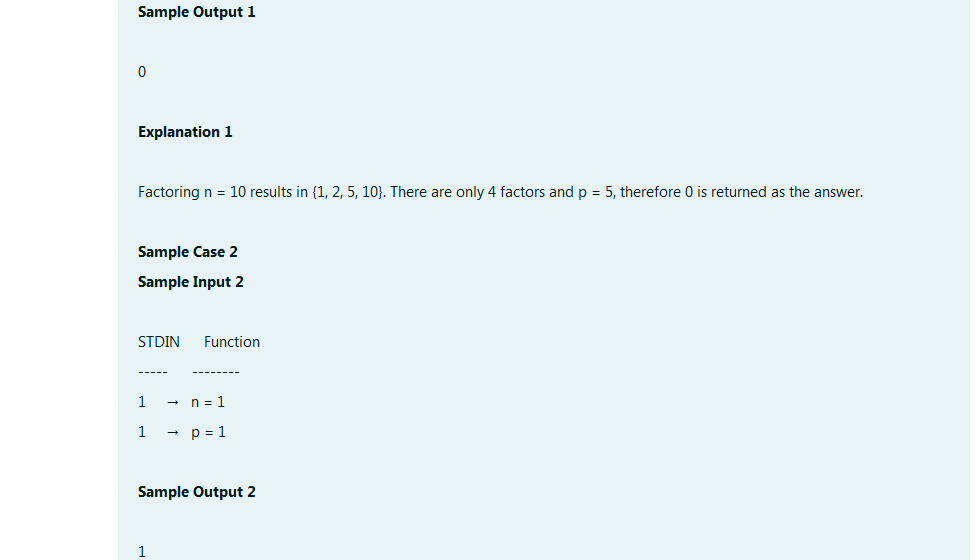 Sample Output 1
0
Explanation 1
Factoring n = 10 results in {1, 2, 5, 10}. There are only 4 factors and p = 5, therefore 0 is returned as the answer.
Sample Case 2
Sample Input 2
STDIN Function
----- --------
1 → n = 1
1 → p = 1
Sample Output 2
1